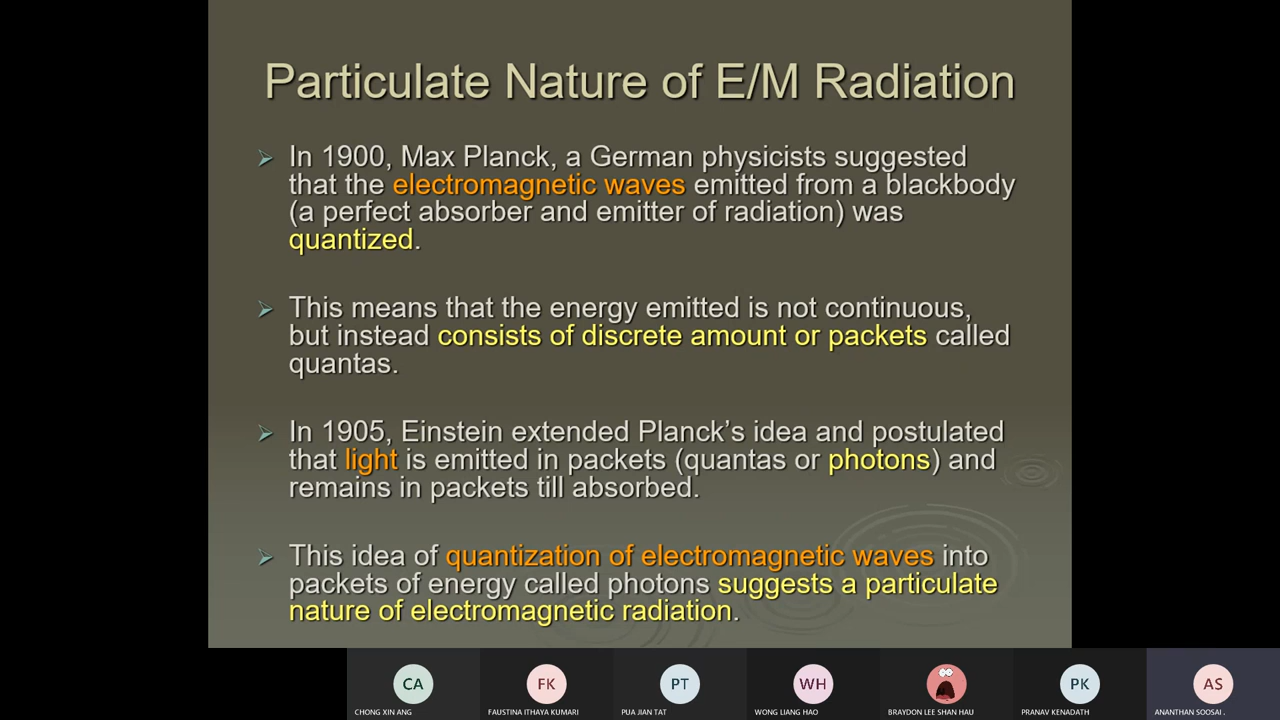 Particulate Nature of E/M Radiation
In 1900, Max Planck, a German physicists suggested
that the electromagnetic waves emitted from a blackbody
(a perfect absorber and emitter of radiation) was
quantized.
This means that the energy emitted is not continuous,
but instead consists of discrete amount or packets called
quantas.
In 1905, Einstein extended Planck’s idea and postulated
that light is emitted in packets (quantas or photons) and
remains in packets till absorbed.
This idea of quantization of electromagnetic waves into
packets of energy called photons suggests a particulate
nature of electromagnetic radiation.
CA FK PT WH PK AS
CHONG XIN ANG FAUSTINA ITHAYA KUMARI PUA JIAN TAT WONG LIANG HAO BRAYDON LEE SHAN HAU PRANAV KENADATH ANANTHAN SOOSAI .